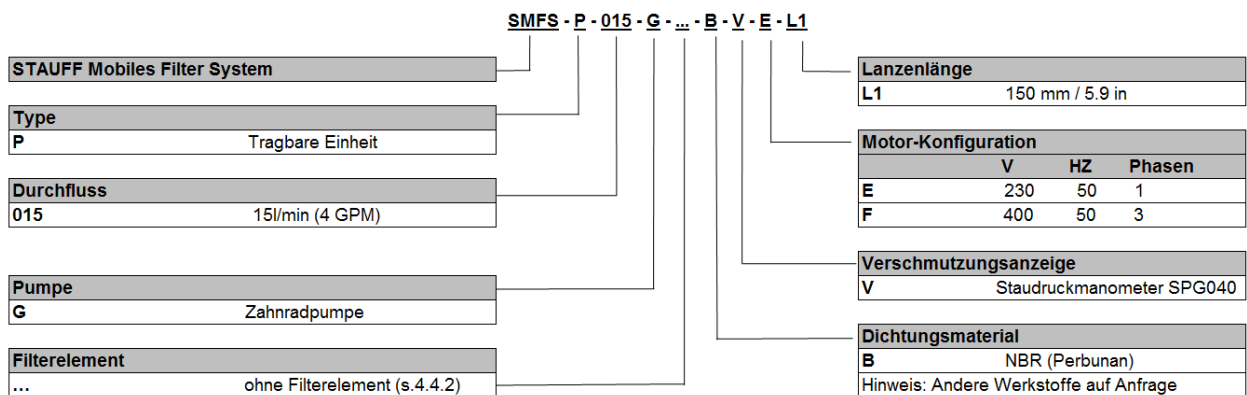 SMFS - P - 015 - G - ... - B - V - E - L1
STAUFF Mobiles Filter System
Type
P Tragbare Einheit
Durchfluss
015 15l/min (4 GPM)
Pumpe
G Zahnradpumpe
Filterelement
... ohne Filterelement (s.4.4.2)
Lanzenlänge
L1 150 mm / 5.9 in
Motor-Konfiguration
V HZ Phasen
E 230 50 1
F 400 50 3
Verschmutzungsanzeige
V Staudruckmanometer SPG040
Dichtungsmaterial
B NBR (Perbunan)
Hinweis: Andere Werkstoffe auf Anfrage